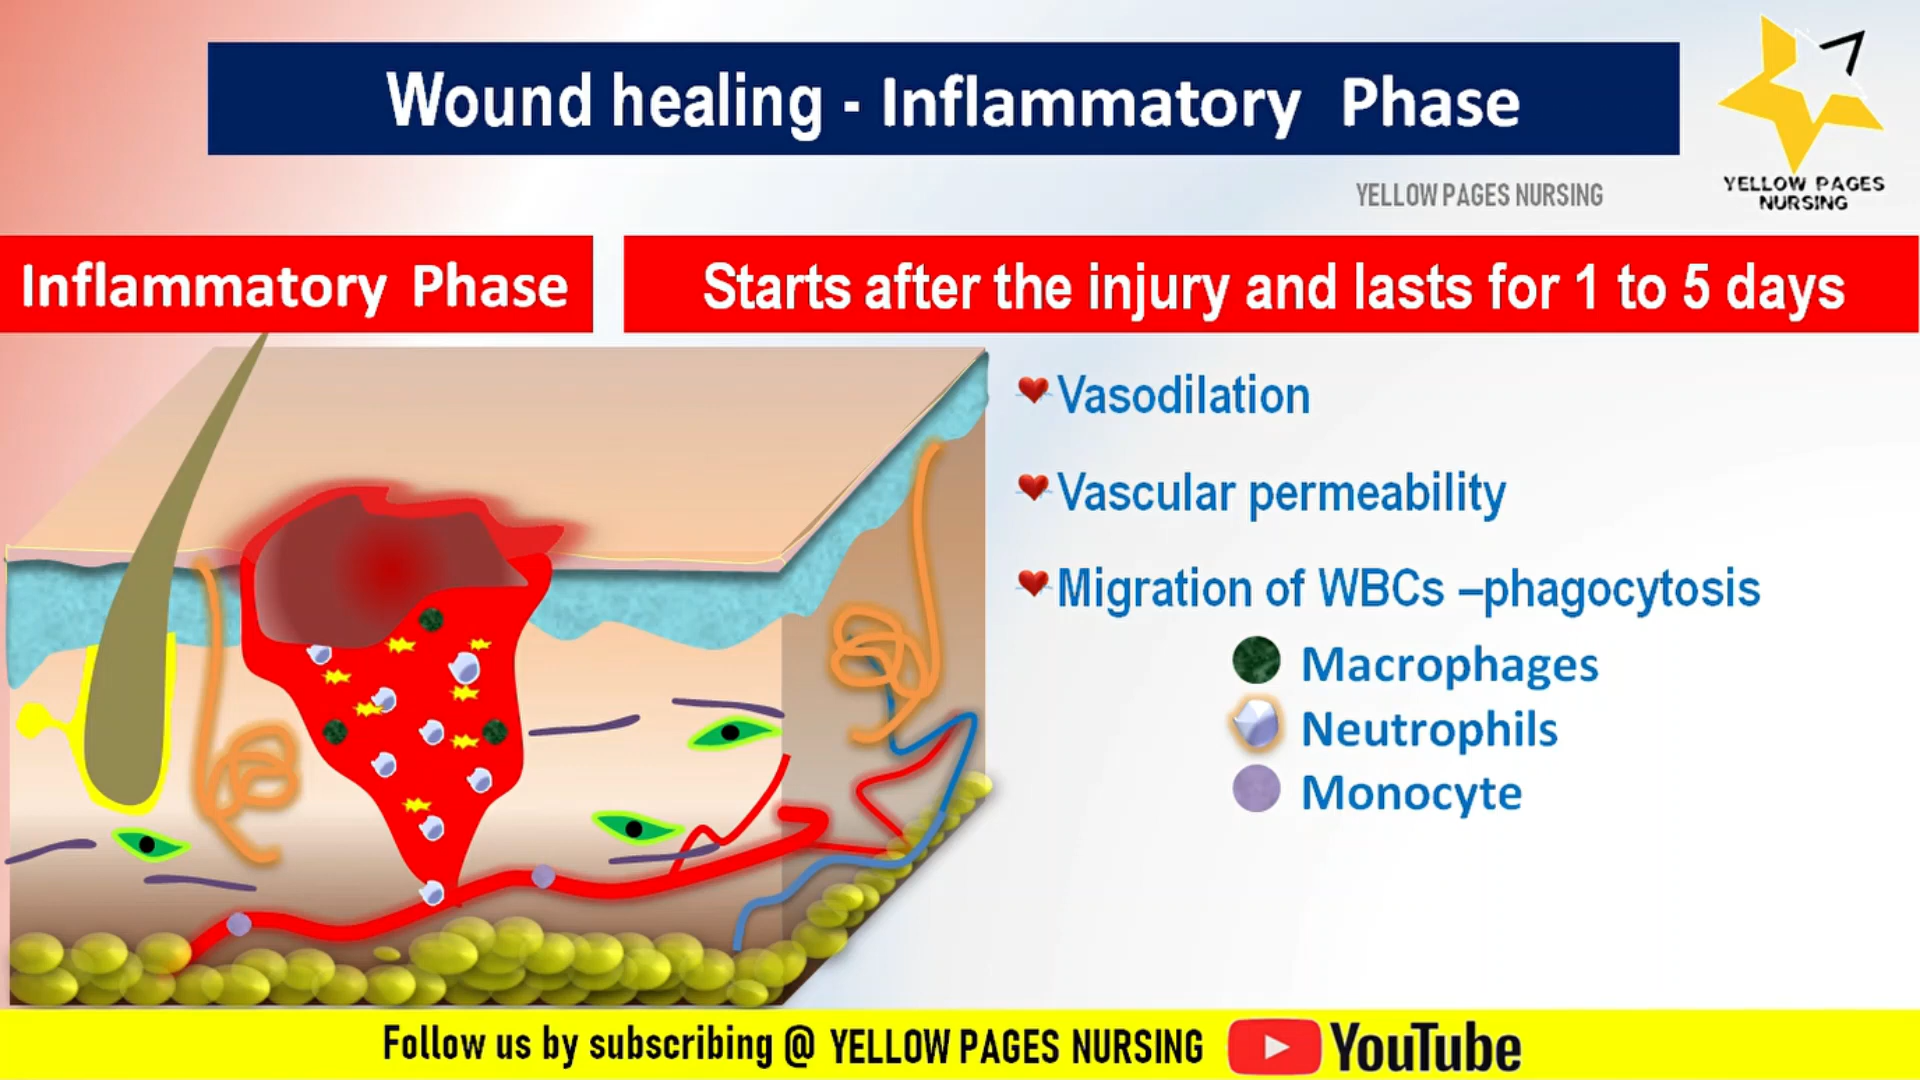 Wound healing - Inflammatory Phase
YELLOW PAGES
NURSING
YELLOW PAGES NURSING
Inflammatory Phase
Starts after the injury and lasts for 1 to 5 days
Vasodilation
Vascular permeability
Migration of WBCs –phagocytosis
Macrophages
Neutrophils
Monocyte
Follow us by subscribing @ YELLOW PAGES NURSING YouTube